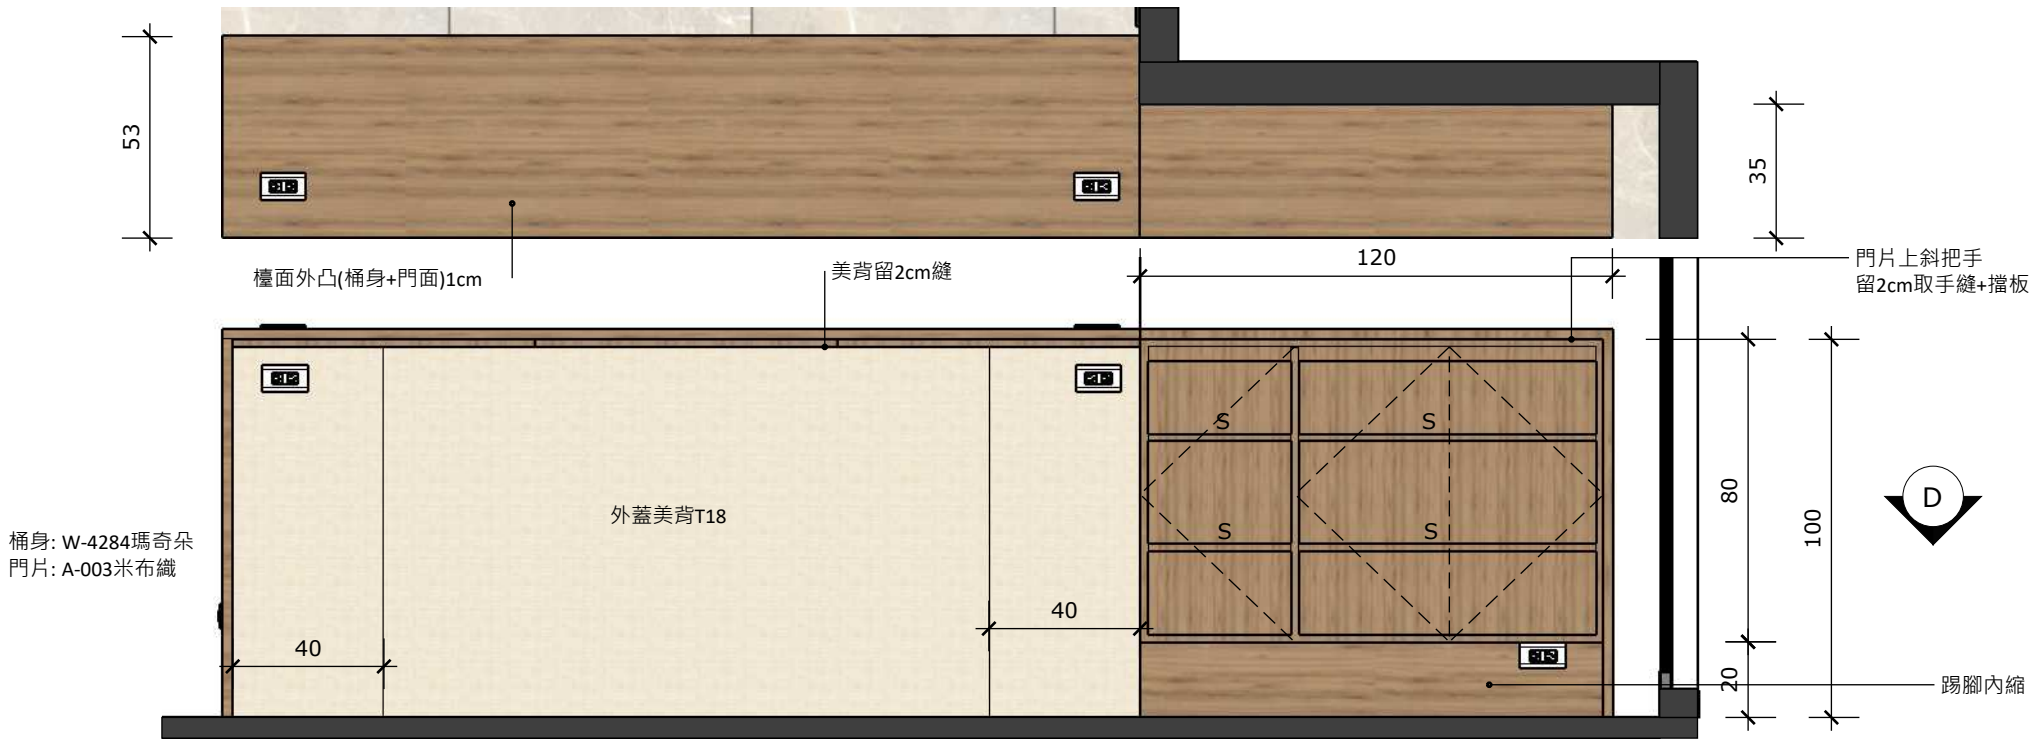 53
35
檯面外凸(桶身+門面)1cm
美背留2cm縫
120
門片上斜把手
留2cm取手縫+擋板
S
S
外蓋美背T18
S
S
80
100
D
桶身: W-4284瑪奇朵
門片: A-003米布織
40
40
20
踢腳內縮